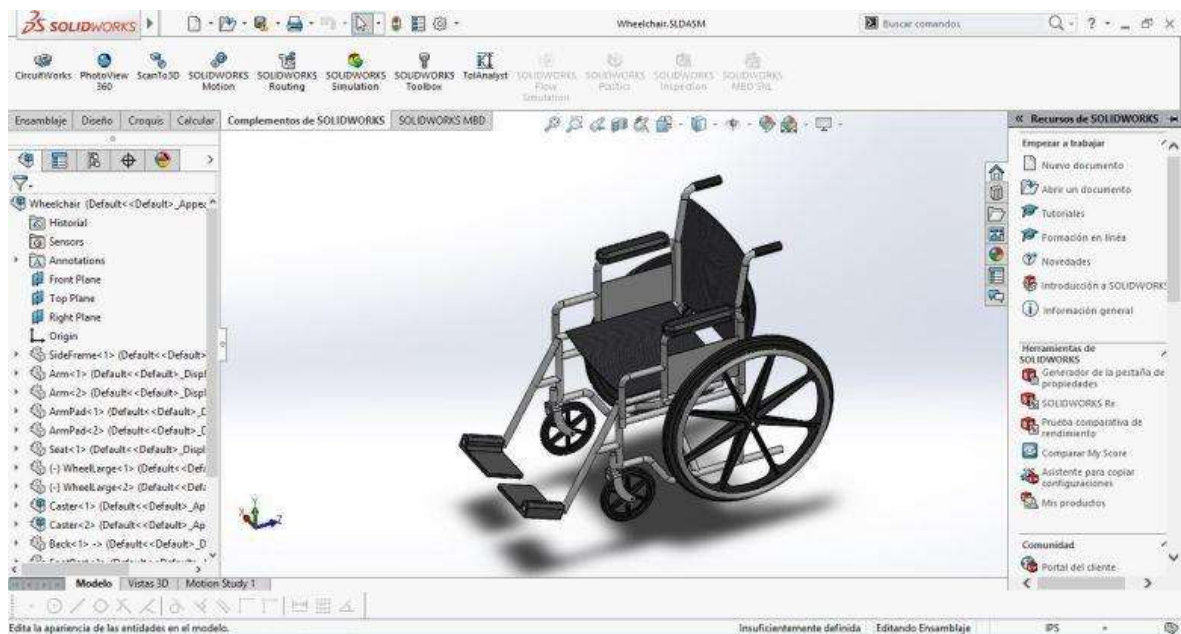 SOLIDWORKS
Wheelchair.SLDASM
Buscar comandos
CircuitWorks
PhotoView 360
ScanTo3D
SOLIDWORKS Motion
SOLIDWORKS Routing
SOLIDWORKS Simulation
SOLIDWORKS Toolbox
TolAnalyst
SOLIDWORKS Flow Simulation
SOLIDWORKS Plastics
SOLIDWORKS Inspection
SOLIDWORKS MBD SNL
Ensamblaje
Diseño
Croquis
Calcular
Complementos de SOLIDWORKS
SOLIDWORKS MBD
Wheelchair (Default<<Default>_Appea
Historial
Sensors
Annotations
Front Plane
Top Plane
Right Plane
Origin
SideFrame<1> (Default<<Default>
Arm<1> (Default<<Default>_Displ
Arm<2> (Default<<Default>_Displ
ArmPad<1> (Default<<Default>_D
ArmPad<2> (Default<<Default>_D
Seat<1> (Default<<Default>_Displ
(-) WheelLarge<1> (Default<<Defa
(-) WheelLarge<2> (Default<<Defa
Caster<1> (Default<<Default>_Ap
Caster<2> (Default<<Default>_Ap
Back<1> -> (Default<<Default>_D
Y
X
Z
Recursos de SOLIDWORKS
Empezar a trabajar
Nuevo documento
Abrir un documento
Tutoriales
Formación en línea
Novedades
Introducción a SOLIDWORKS
Información general
Herramientas de SOLIDWORKS
Generador de la pestaña de propiedades
SOLIDWORKS Rx
Prueba comparativa de rendimiento
Comparar My Score
Asistente para copiar configuraciones
Mis productos
Comunidad
Portal del cliente
Modelo
Vistas 3D
Motion Study 1
Edita la apariencia de las entidades en el modelo.
Insuficientemente definida
Editando Ensamblaje
IPS